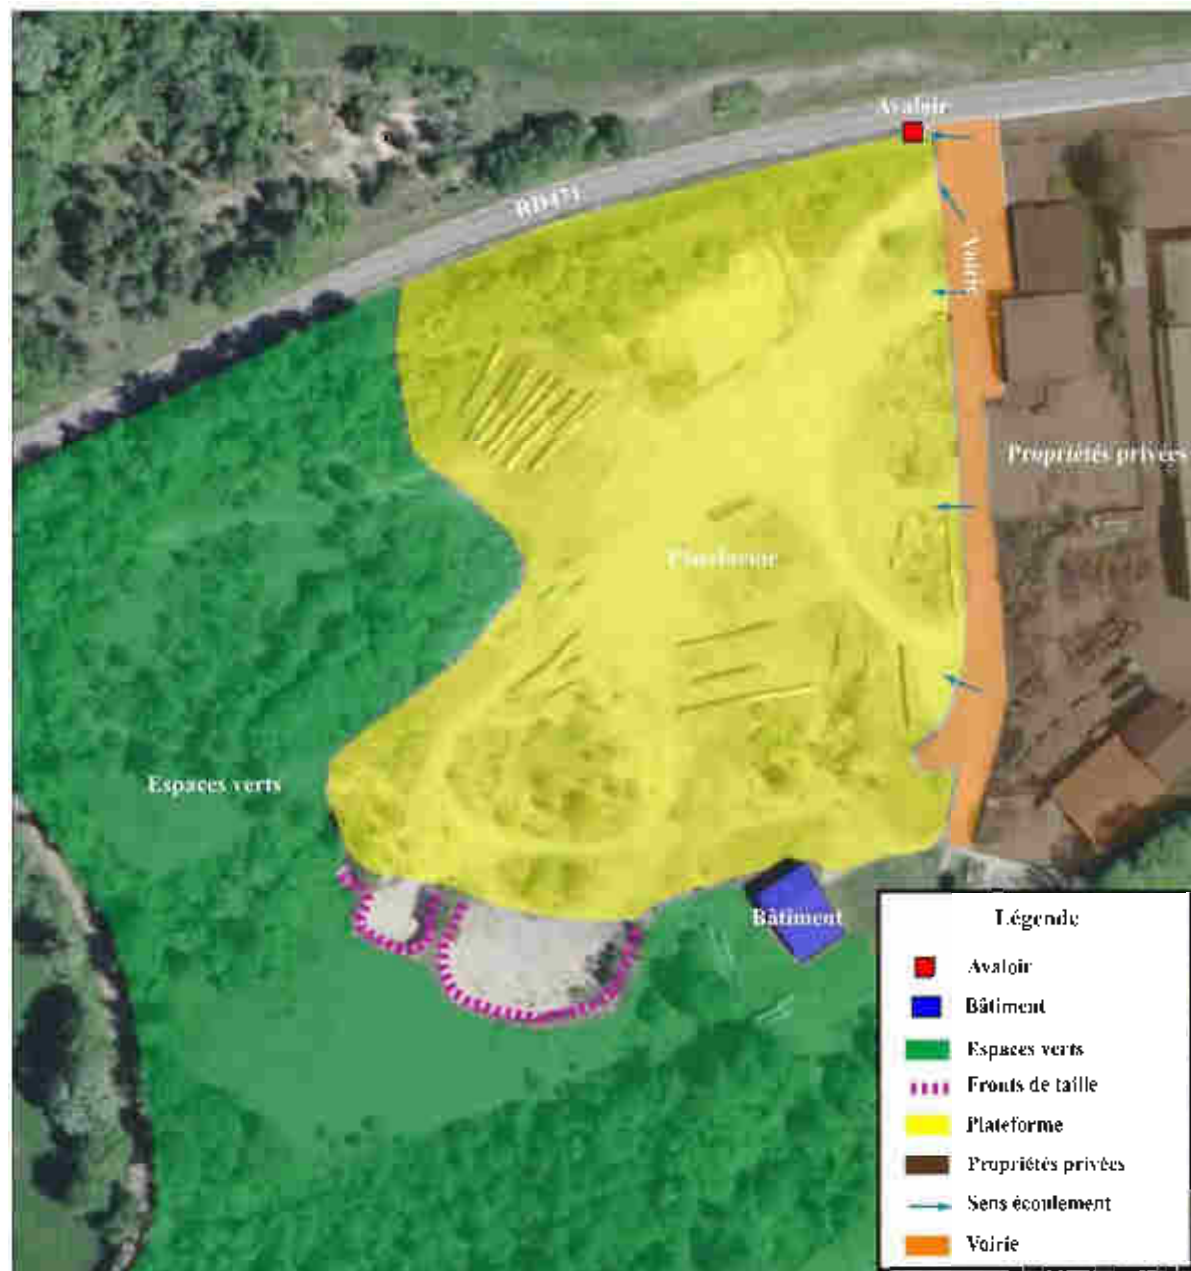 Avaloir
RD471
Voirie
Propriétés privées
Plateforme
Espaces verts
Bâtiment
Légende
Avaloir
Bâtiment
Espaces verts
Fronts de taille
Plateforme
Propriétés privées
Sens écoulement
Voirie